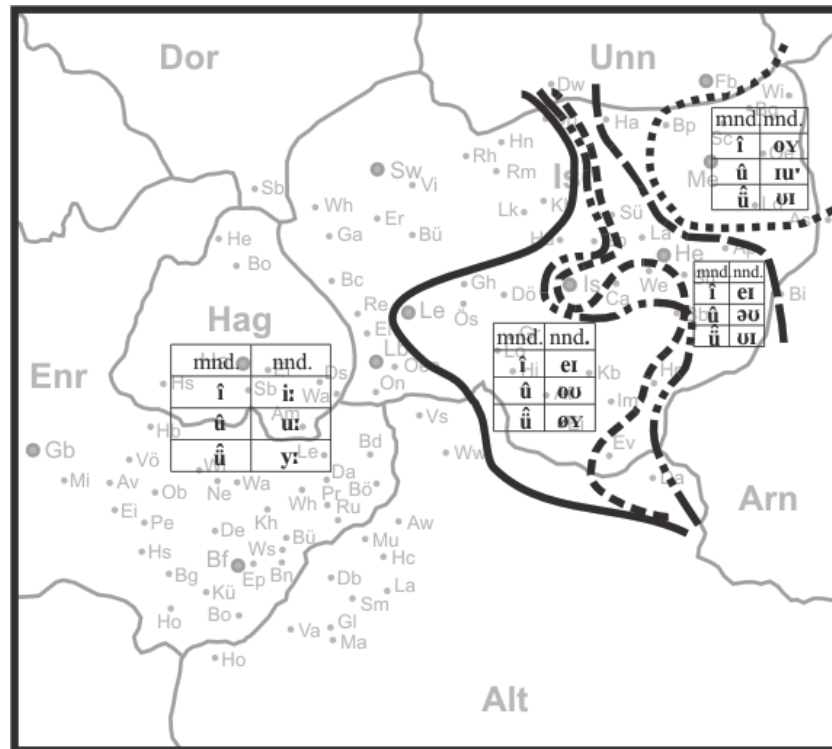 Dor
Unn
Dw
Fb
Wi
Ha
Bp
Hn
Rh
Rm
Is
Sw
Vi
Sb
Wh
Er
Ga
Bü
Lk
Sü
La
He
Me
As
mnd. nnd.
î øʏ
û ɪuˑ
ü̂ ʊɪ
He
Bo
Bc
Re
Le
Gh
Ös
Dö
Is
Ca
We
Bi
mnd. nnd.
î eɪ
û əʊ
ü̂ ʊɪ
Hag
Enr
Lb
On
Ds
Wa
Hs
Sb
Am
mnd. nnd.
î iː
û uː
ü̂ yː
mnd. nnd.
î eɪ
û oʊ
ü̂ øʏ
Hi
Kb
Im
Ev
Vs
Ww
Gb
Mi
Av
Vö
Ob
Ne
Wa
Le
Da
Bd
Bö
Wh
Pr
Ru
Ei
Pe
De
Kh
Bü
Aw
Arn
Hs
Bf
Ws
Ep
Bn
Mu
Hc
Bg
Kü
Db
La
Sm
Ho
Bo
Va
Gl
Ma
Ho
Alt